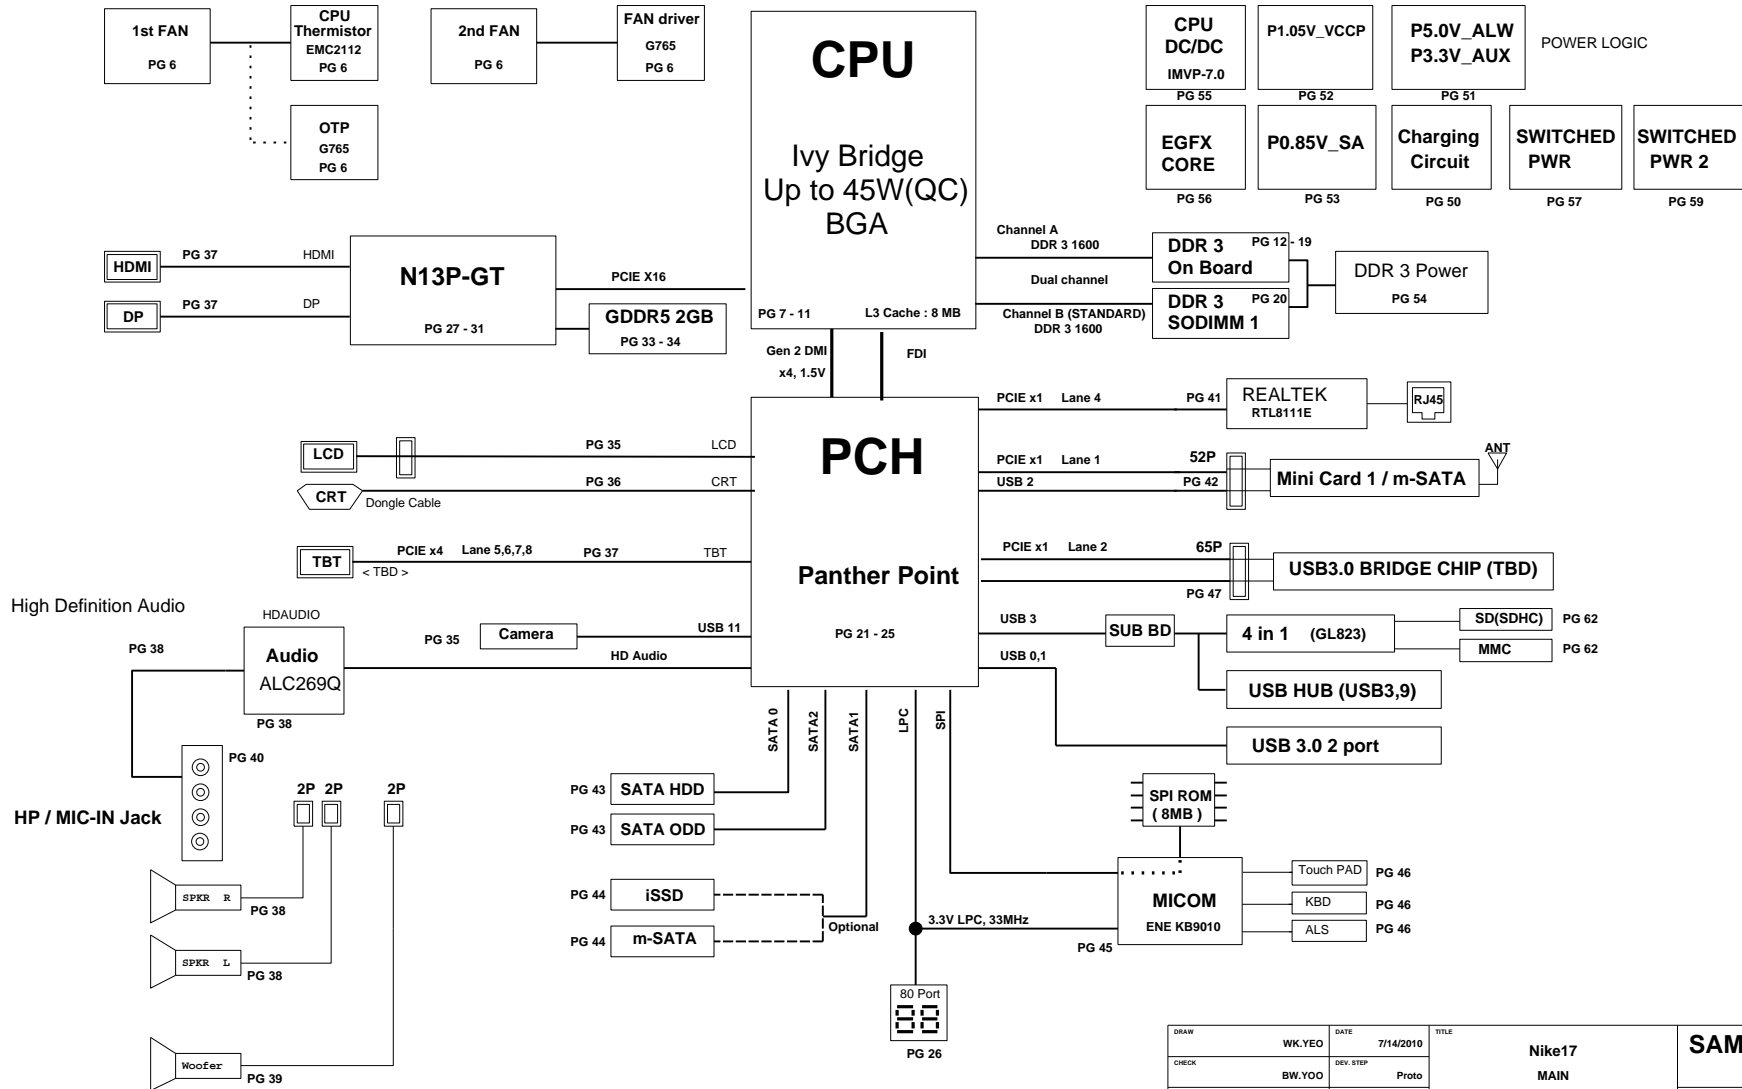 1st FAN
PG 6
CPU
Thermistor
EMC2112
PG 6
OTP
G765
PG 6
2nd FAN
PG 6
FAN driver
G765
PG 6
CPU
Ivy Bridge
Up to 45W(QC)
BGA
PG 7 - 11
L3 Cache : 8 MB
CPU
DC/DC
IMVP-7.0
PG 55
P1.05V_VCCP
PG 52
P5.0V_ALW
P3.3V_AUX
PG 51
POWER LOGIC
EGFX
CORE
PG 56
P0.85V_SA
PG 53
Charging
Circuit
PG 50
SWITCHED
PWR
PG 57
SWITCHED
PWR 2
PG 59
HDMI
PG 37
HDMI
DP
PG 37
DP
N13P-GT
PG 27 - 31
PCIE X16
GDDR5 2GB
PG 33 - 34
Channel A
DDR 3 1600
Dual channel
Channel B (STANDARD)
DDR 3 1600
DDR 3
On Board
PG 12 - 19
DDR 3
SODIMM 1
PG 20
DDR 3 Power
PG 54
Gen 2 DMI
x4, 1.5V
FDI
PCH
Panther Point
PG 21 - 25
LCD
PG 35
LCD
CRT
Dongle Cable
PG 36
CRT
TBT
PCIE x4
Lane 5,6,7,8
PG 37
TBT
< TBD >
PCIE x1
Lane 4
PG 41
REALTEK
RTL8111E
RJ45
PCIE x1
Lane 1
52P
USB 2
PG 42
Mini Card 1 / m-SATA
ANT
PCIE x1
Lane 2
65P
PG 47
USB3.0 BRIDGE CHIP (TBD)
USB 3
SUB BD
4 in 1
(GL823)
SD(SDHC)
PG 62
MMC
PG 62
USB HUB (USB3,9)
USB 0,1
USB 3.0 2 port
High Definition Audio
HDAUDIO
PG 38
Audio
ALC269Q
PG 38
PG 35
Camera
USB 11
HD Audio
PG 40
HP / MIC-IN Jack
2P
2P
2P
SPKR R
PG 38
SPKR L
PG 38
Woofer
PG 39
SATA 0
SATA2
SATA1
LPC
SPI
PG 43
SATA HDD
PG 43
SATA ODD
PG 44
iSSD
PG 44
m-SATA
Optional
3.3V LPC, 33MHz
SPI ROM
( 8MB )
MICOM
ENE KB9010
PG 45
Touch PAD
PG 46
KBD
PG 46
ALS
PG 46
80 Port
88
PG 26
DRAW
WK.YEO
DATE
7/14/2010
TITLE
Nike17
MAIN
CHECK
BW.YOO
DEV. STEP
Proto
SAM